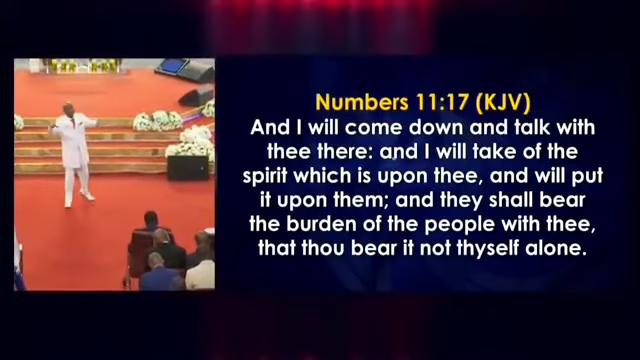 Numbers 11:17 (KJV)
And I will come down and talk with
thee there: and I will take of the
spirit which is upon thee, and will put
it upon them; and they shall bear
the burden of the people with thee,
that thou bear it not thyself alone.